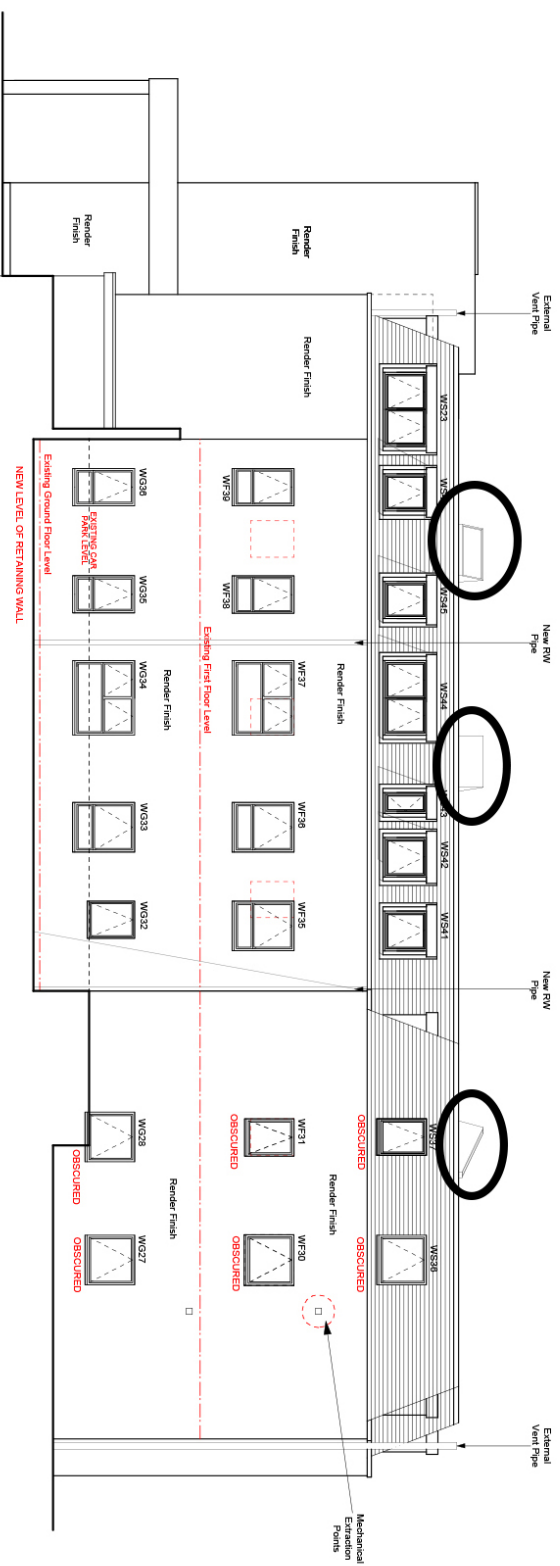 External
Vent Pipe
New RW
Pipe
New RW
Pipe
External
Vent Pipe
Mechanical
Extraction
Points
WS23
WS45
WS44
WS42
WS41
WS37
WS36
OBSCURED
OBSCURED
Render
Finish
Render Finish
Render Finish
Render Finish
WF39
WF38
WF37
WF36
WF35
WF31
WF30
OBSCURED
OBSCURED
Existing First Floor Level
Render
Finish
Render Finish
Render Finish
WG36
WG35
WG34
WG33
WG32
WG28
WG27
OBSCURED
OBSCURED
EXISTING CAR
PARK LEVEL
Existing Ground Floor Level
NEW LEVEL OF RETAINING WALL